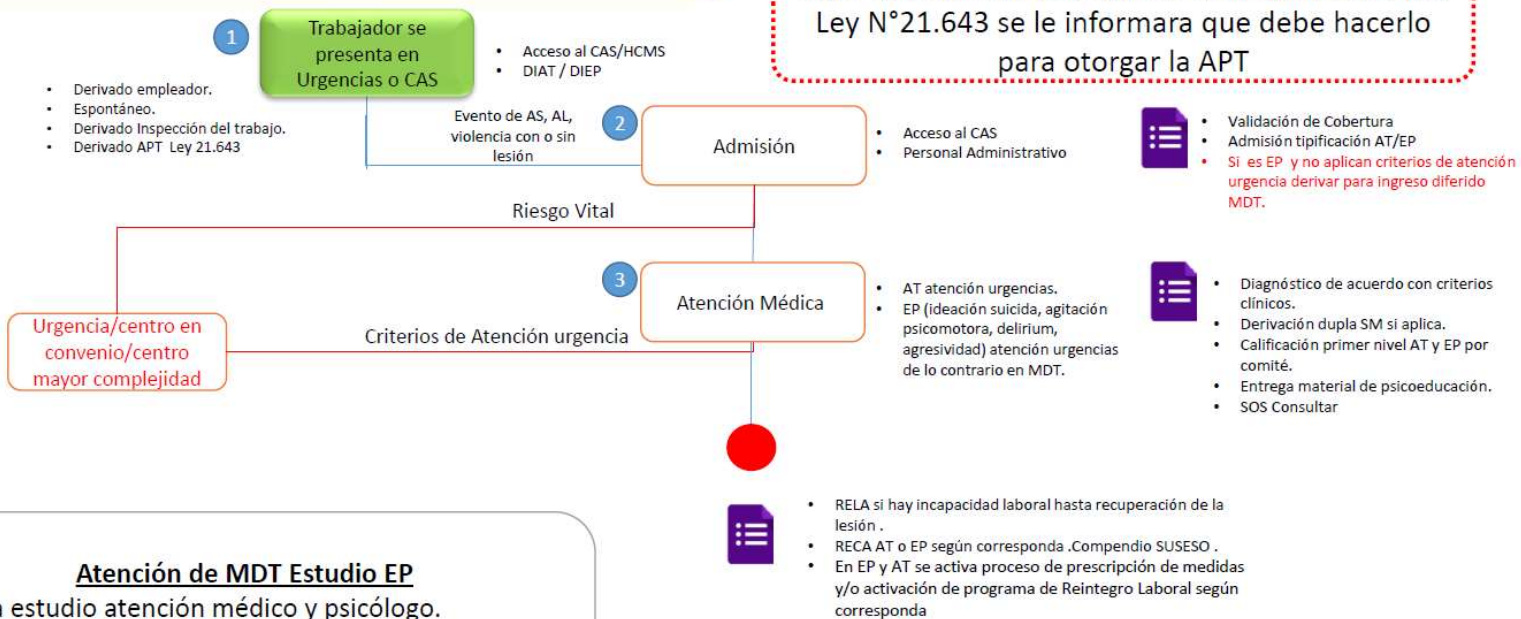 Ley N°21.643 se le informara que debe hacerlo
para otorgar la APT
1
Trabajador se
presenta en
Urgencias o CAS
• Acceso al CAS/HCMS
• DIAT / DIEP
• Derivado empleador.
• Espontáneo.
• Derivado Inspección del trabajo.
• Derivado APT Ley 21.643
Evento de AS, AL,
violencia con o sin
lesión
2
Admisión
• Acceso al CAS
• Personal Administrativo
• Validación de Cobertura
• Admisión tipificación AT/EP
• Si es EP y no aplican criterios de atención
urgencia derivar para ingreso diferido
MDT.
Riesgo Vital
3
Atención Médica
• AT atención urgencias.
• EP (ideación suicida, agitación
psicomotora, delirium,
agresividad) atención urgencias
de lo contrario en MDT.
• Diagnóstico de acuerdo con criterios
clínicos.
• Derivación dupla SM si aplica.
• Calificación primer nivel AT y EP por
comité.
• Entrega material de psicoeducación.
• SOS Consultar
Urgencia/centro en
convenio/centro
mayor complejidad
Criterios de Atención urgencia
• RELA si hay incapacidad laboral hasta recuperación de la
lesión .
• RECA AT o EP según corresponda .Compendio SUSESO .
• En EP y AT se activa proceso de prescripción de medidas
y/o activación de programa de Reintegro Laboral según
corresponda
Atención de MDT Estudio EP
estudio atención médico y psicólogo.